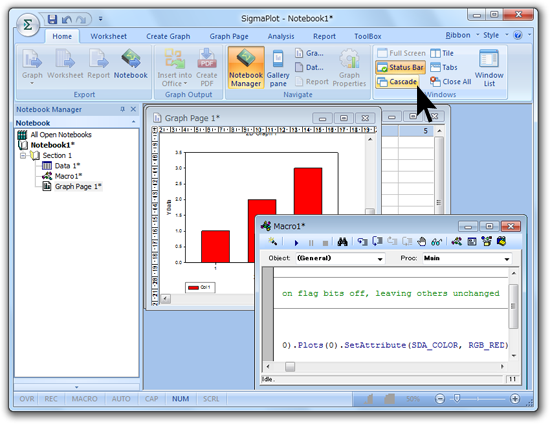 SigmaPlot - Notebook1*
Home Worksheet Create Graph Graph Page Analysis Report ToolBox Ribbon Style
Graph Worksheet Report Notebook
Export
Insert into Office Create PDF
Graph Output
Notebook Manager Gallery pane Gra... Dat... Report Graph Properties
Navigate
Full Screen Tile
Status Bar Tabs
Cascade Close All
Window List
Windows
Notebook Manager
Notebook
All Open Notebooks
Notebook1*
Section 1
Data 1*
Macro1*
Graph Page 1*
Graph Page 1*
5
2D Graph 1
Y Data
3.5
3.0
2.5
2.0
1.5
1.0
0.5
0.0
1
Col 1
Macro1*
Object: (General) Proc: Main
on flag bits off, leaving others unchanged
0).Plots(0).SetAttribute(SDA_COLOR, RGB_RED)
Idle. 11
OVR REC MACRO AUTO CAP NUM SCRL 50%